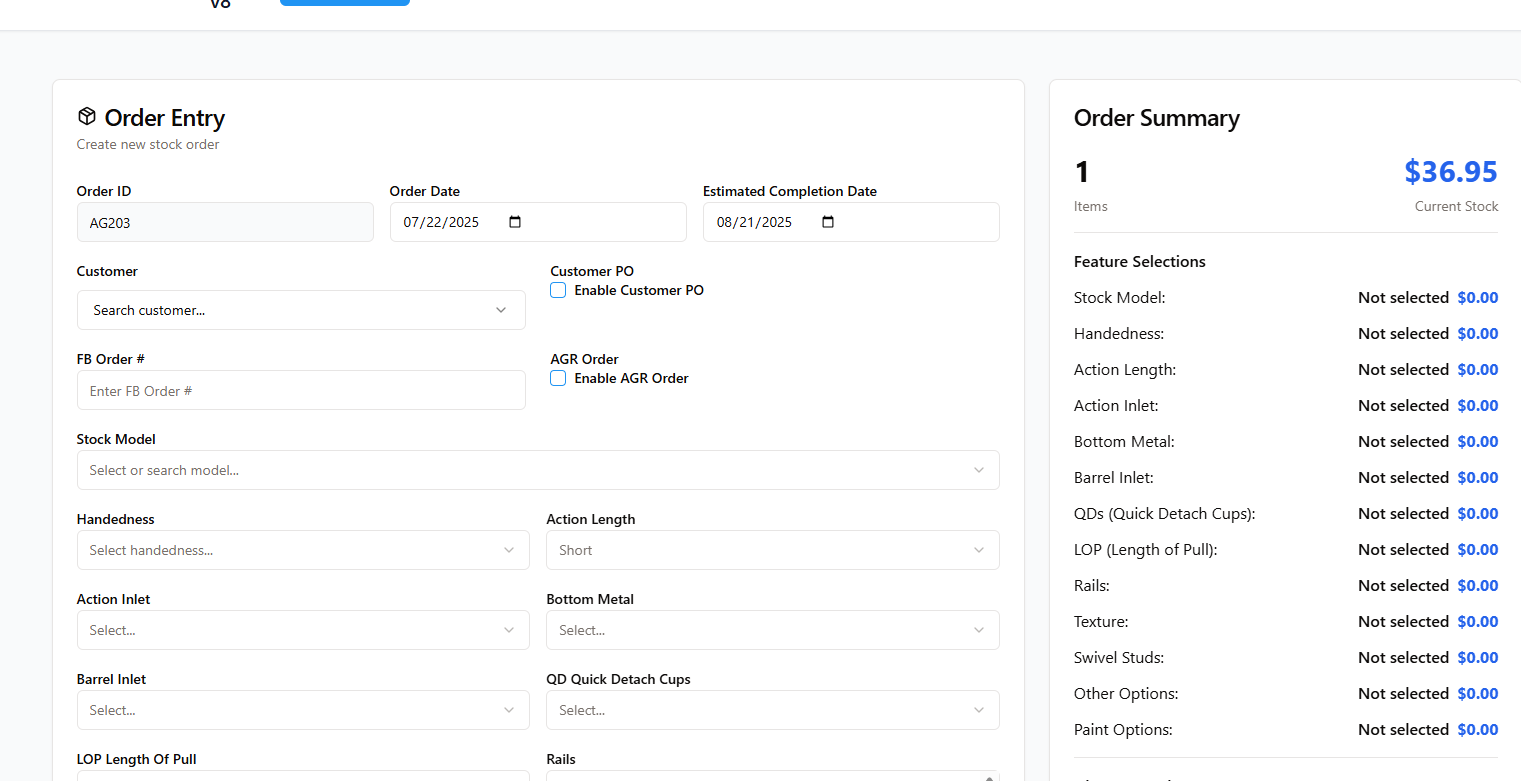 v8
Order Entry
Create new stock order
Order ID
Order Date
Estimated Completion Date
AG203
07/22/2025
08/21/2025
Customer
Customer PO
Enable Customer PO
Search customer...
FB Order #
AGR Order
Enable AGR Order
Enter FB Order #
Stock Model
Select or search model...
Handedness
Action Length
Select handedness...
Short
Action Inlet
Bottom Metal
Select...
Select...
Barrel Inlet
QD Quick Detach Cups
Select...
Select...
LOP Length Of Pull
Rails
Order Summary
1
$36.95
Items
Current Stock
Feature Selections
Stock Model: Not selected $0.00
Handedness: Not selected $0.00
Action Length: Not selected $0.00
Action Inlet: Not selected $0.00
Bottom Metal: Not selected $0.00
Barrel Inlet: Not selected $0.00
QDs (Quick Detach Cups): Not selected $0.00
LOP (Length of Pull): Not selected $0.00
Rails: Not selected $0.00
Texture: Not selected $0.00
Swivel Studs: Not selected $0.00
Other Options: Not selected $0.00
Paint Options: Not selected $0.00